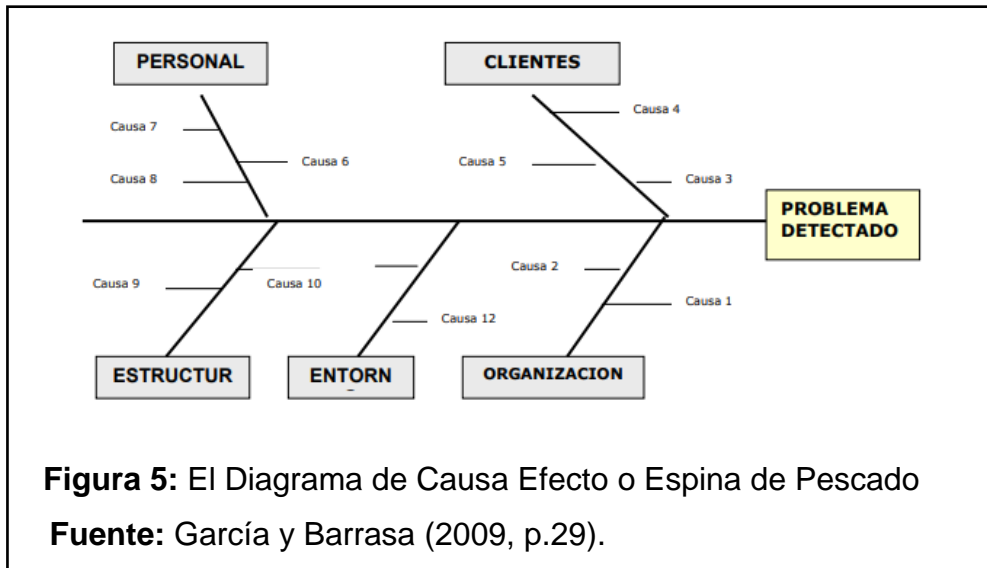 PERSONAL
CLIENTES
Causa 4
Causa 7
Causa 6
Causa 5
Causa 8
Causa 3
PROBLEMA
DETECTADO
Causa 2
Causa 9
Causa 10
Causa 1
Causa 12
ESTRUCTUR
ENTORN
ORGANIZACION
Figura 5: El Diagrama de Causa Efecto o Espina de Pescado
Fuente: García y Barrasa (2009, p.29).